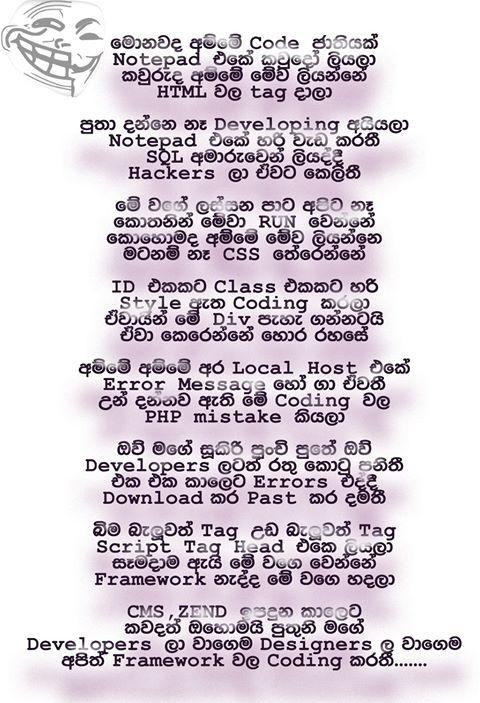 මොනවද අම්මේ Code ජාතියක්
Notepad එකේ කවුදෝ ලියලා
කවුරුද අම්මේ මේව ලියන්නේ
HTML වල tag දාලා
පුතා දන්නෙ නෑ Developing අයියලා
Notepad එකේ හරි වැඩ කරතී
SQL අමාරුවෙන් ලියද්දී
Hackers ලා ඒවට කෙලිතී
මේ වගේ ලස්සන පාට අපිට නෑ
කොතනින් මේවා RUN වෙන්නේ
කොහොමද අම්මේ මේව ලියන්නෙ
මටනම් නෑ CSS තේරෙන්නේ
ID එකකට Class එකකට හරි
Style ඇත Coding කරලා
ඒවායින් මේ Div පැහැ ගන්නටයි
ඒවා කෙරෙන්නේ හොර රහසේ
අම්මේ අම්මේ අර Local Host එකේ
Error Message හෝ ගා ඒවතී
උන් දන්නව ඇති මේ Coding වල
PHP mistake කියලා
ඔව් මගේ සූකිරි පුංචි පුතේ ඔව්
Developers ලටත් රතු කොටු පනිතී
එක එක කාලෙට Errors එද්දී
Download කර Past කර දමතී
බිම බැලුවත් Tag උඩ බැලුවත් Tag
Script Tag Head එකෙ ලියලා
සැමදාම ඇයි මේ වගෙ වෙන්නේ
Framework නැද්ද මේ වගෙ හදලා
CMS,ZEND ඉපදුන කාලෙට
කවදත් ඔහොමයි පුතුනි මගේ
Developers ලා වාගෙම Designers ල වාගෙම
අපිත් Framework වල Coding කරතී.......